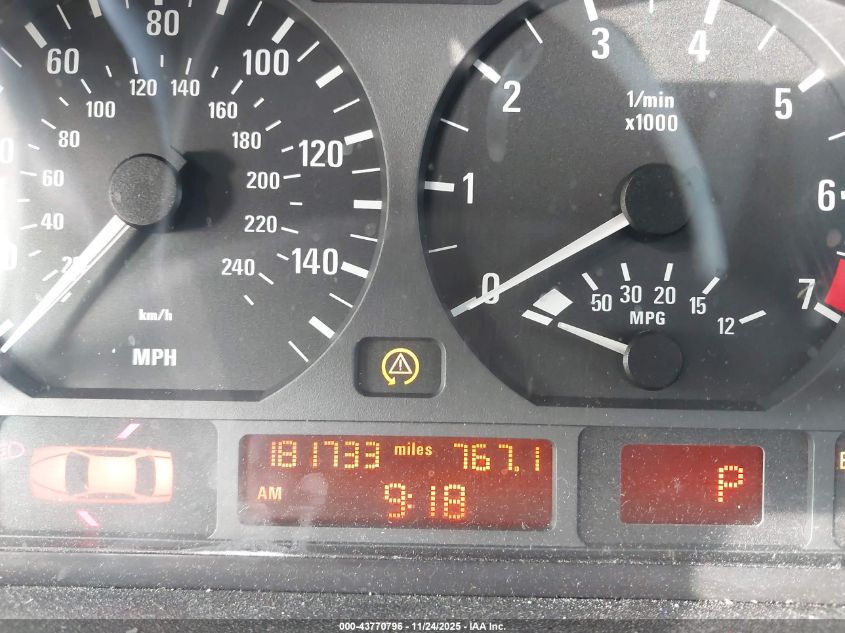 60 80 100 120 140
20 40 60 80 100 120 140 160 180 200 220 240
km/h
MPH
0 1 2 3 4 5 6 7
1/min
x1000
50 30 20 15 12
MPG
181733 miles 767.1
AM 9:18
P
000-43770796 - 11/24/2025 - IAA Inc.